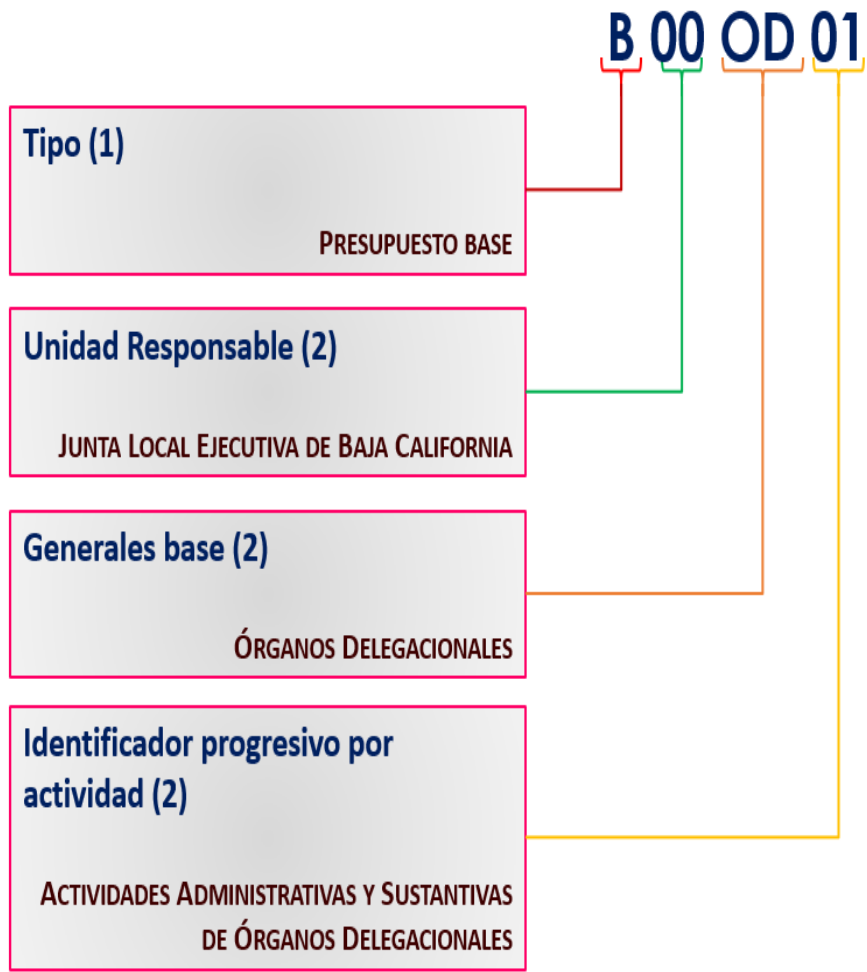 B 00 OD 01
Tipo (1)
PRESUPUESTO BASE
Unidad Responsable (2)
JUNTA LOCAL EJECUTIVA DE BAJA CALIFORNIA
Generales base (2)
ÓRGANOS DELEGACIONALES
Identificador progresivo por
actividad (2)
ACTIVIDADES ADMINISTRATIVAS Y SUSTANTIVAS
DE ÓRGANOS DELEGACIONALES